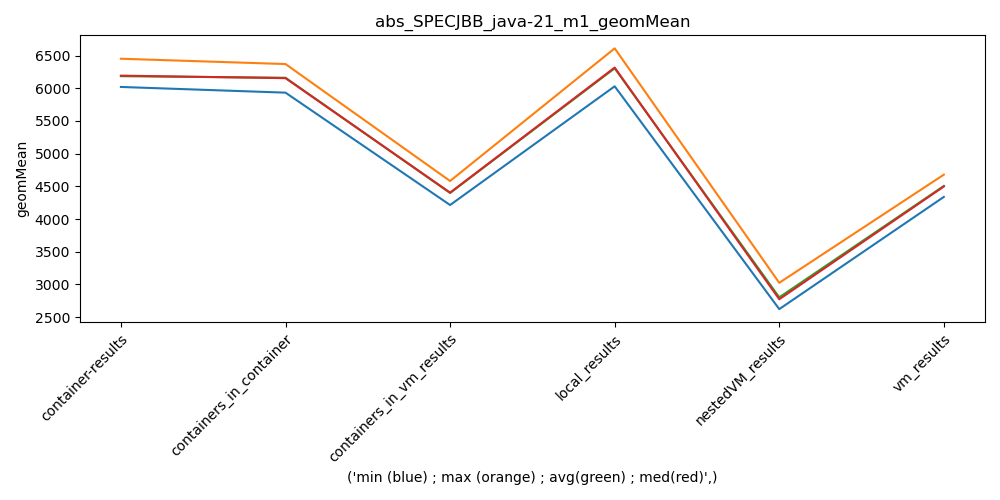 abs_SPECJBB_java-21_m1_geomMean
6500
6000
5500
5000
4500
4000
3500
3000
2500
geomMean
container-results
containers_in_container
containers_in_vm_results
local_results
nestedVM_results
vm_results
('min (blue) ; max (orange) ; avg(green) ; med(red)',)